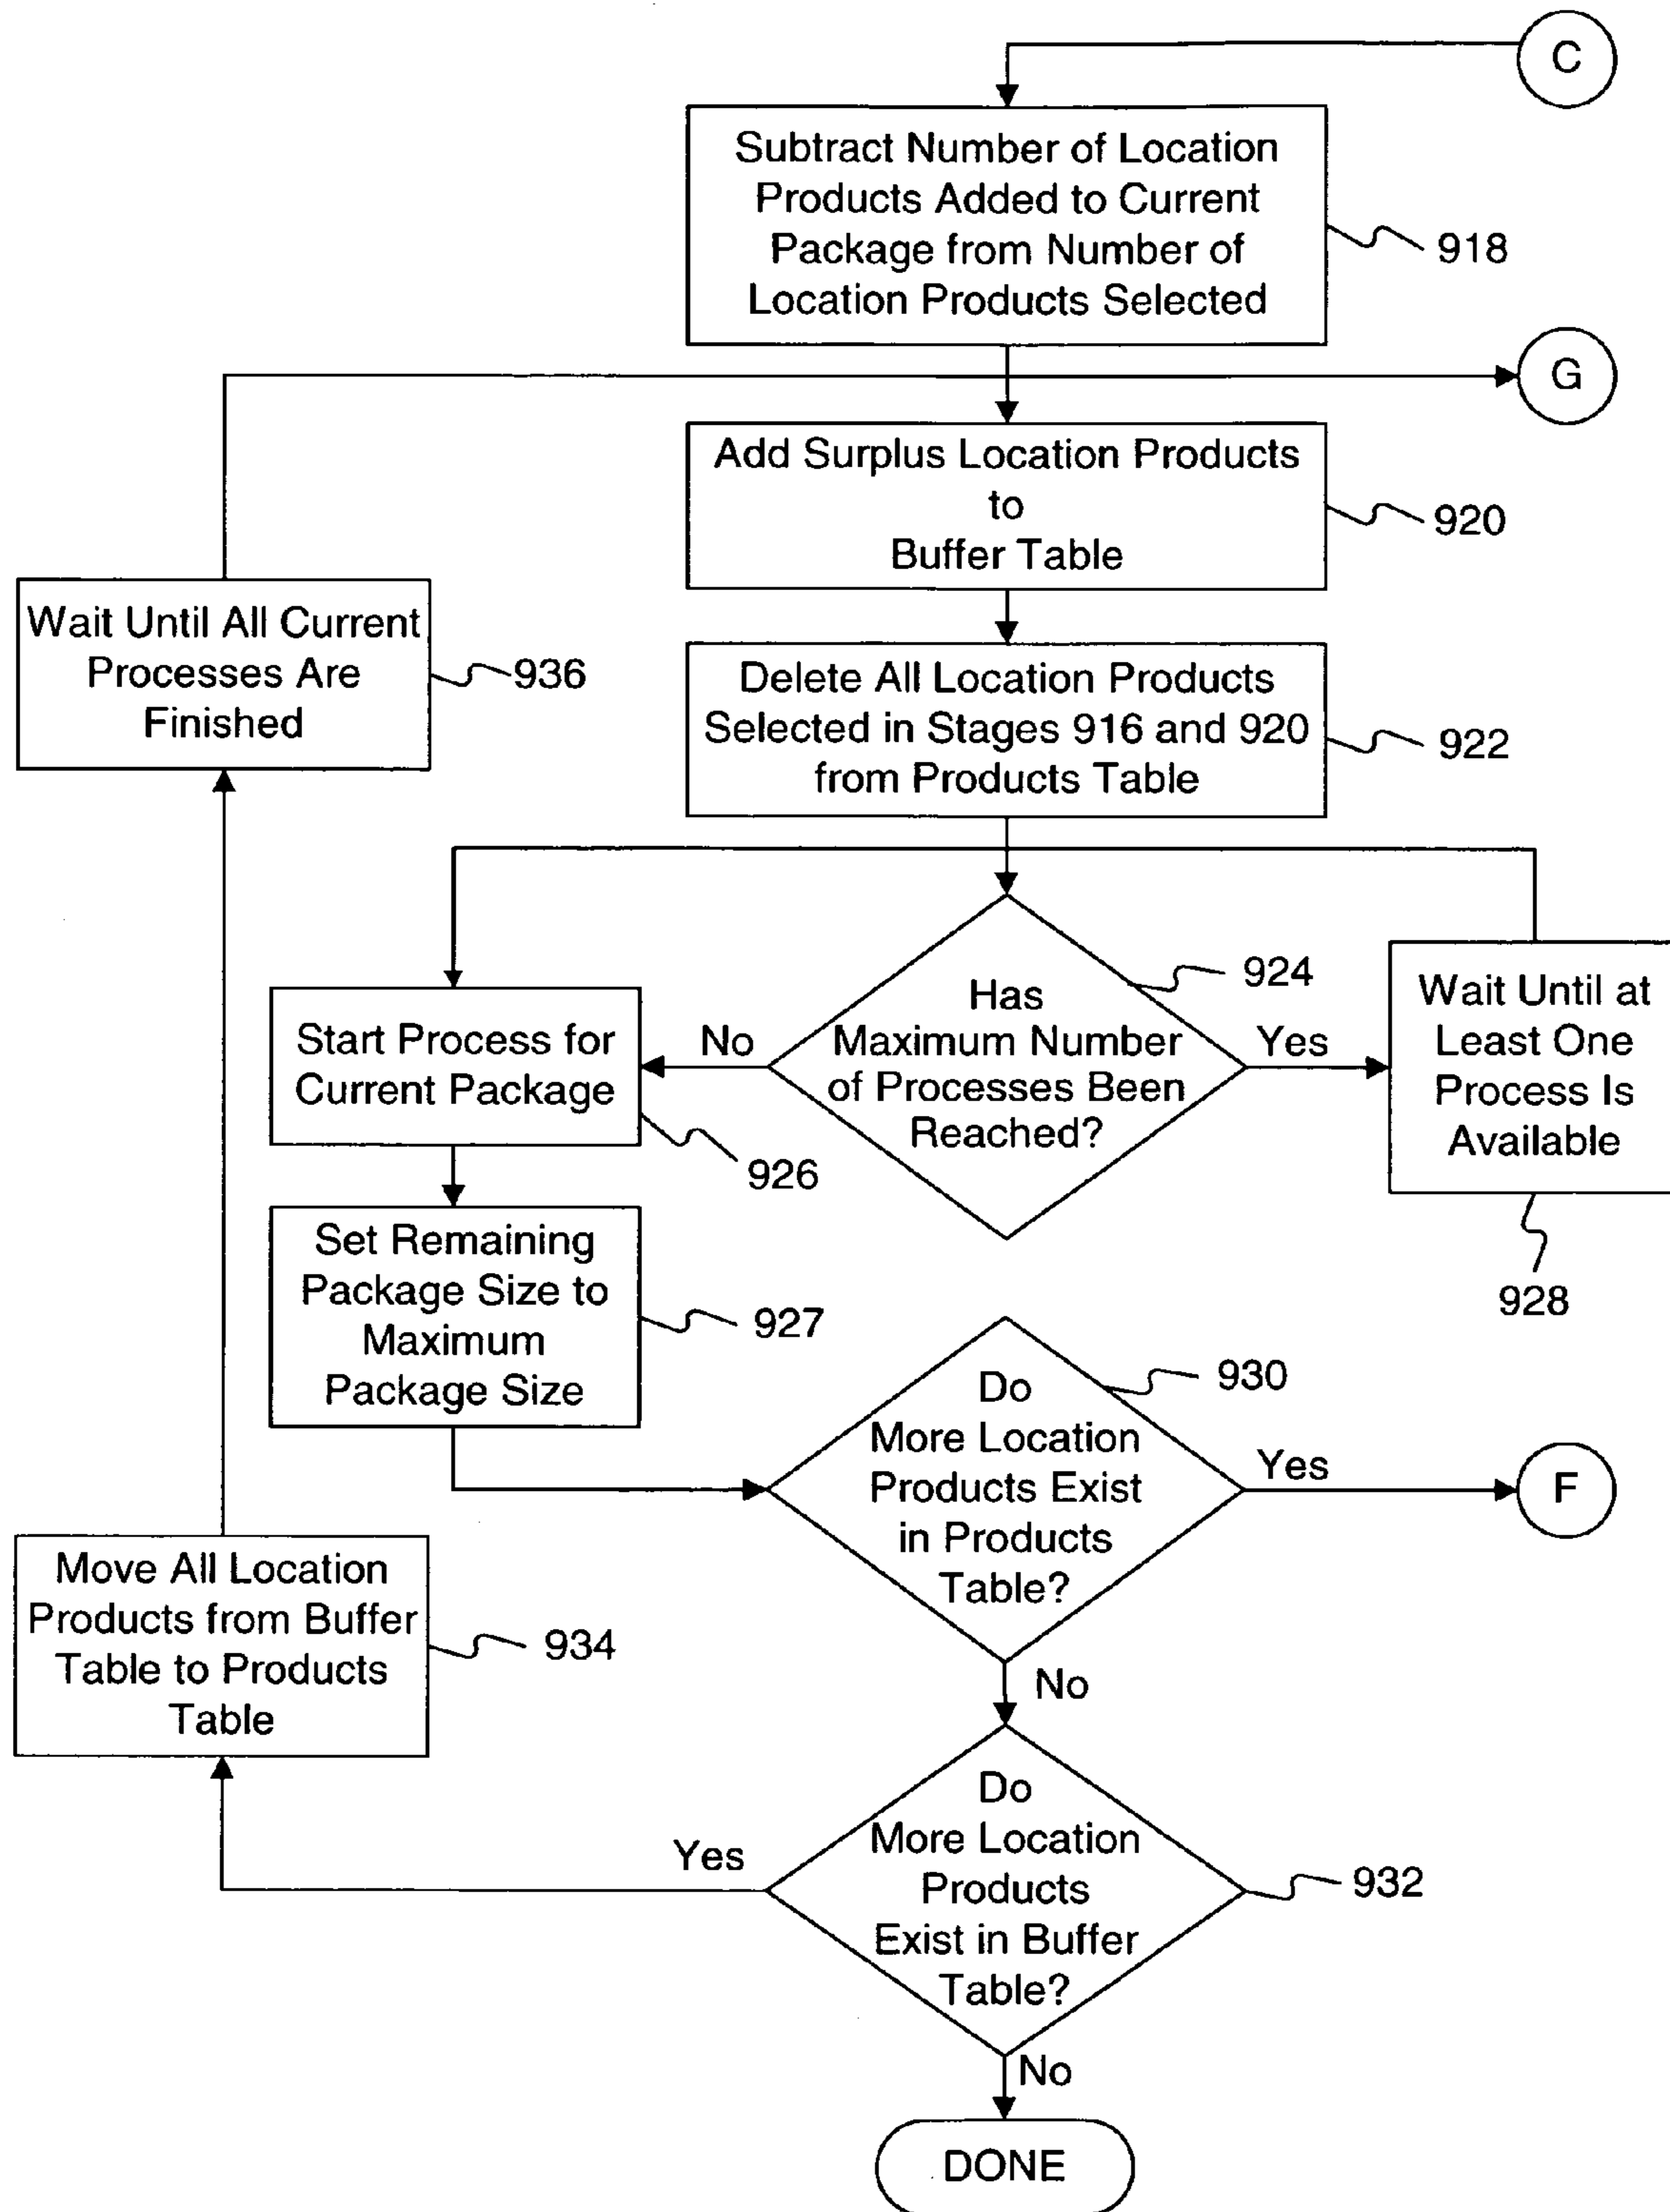 C
Subtract Number of Location
Products Added to Current
Package from Number of
Location Products Selected
918
G
Add Surplus Location Products
to
Buffer Table
920
Wait Until All Current
Processes Are
Finished
936
Delete All Location Products
Selected in Stages 916 and 920
from Products Table
922
Start Process for
Current Package
926
No
Has
Maximum Number
of Processes Been
Reached?
924
Yes
Wait Until at
Least One
Process Is
Available
928
Set Remaining
Package Size to
Maximum
Package Size
927
Do
More Location
Products Exist
in Products
Table?
930
Yes
F
No
Move All Location
Products from Buffer
Table to Products
Table
934
Yes
Do
More Location
Products
Exist in Buffer
Table?
932
No
DONE